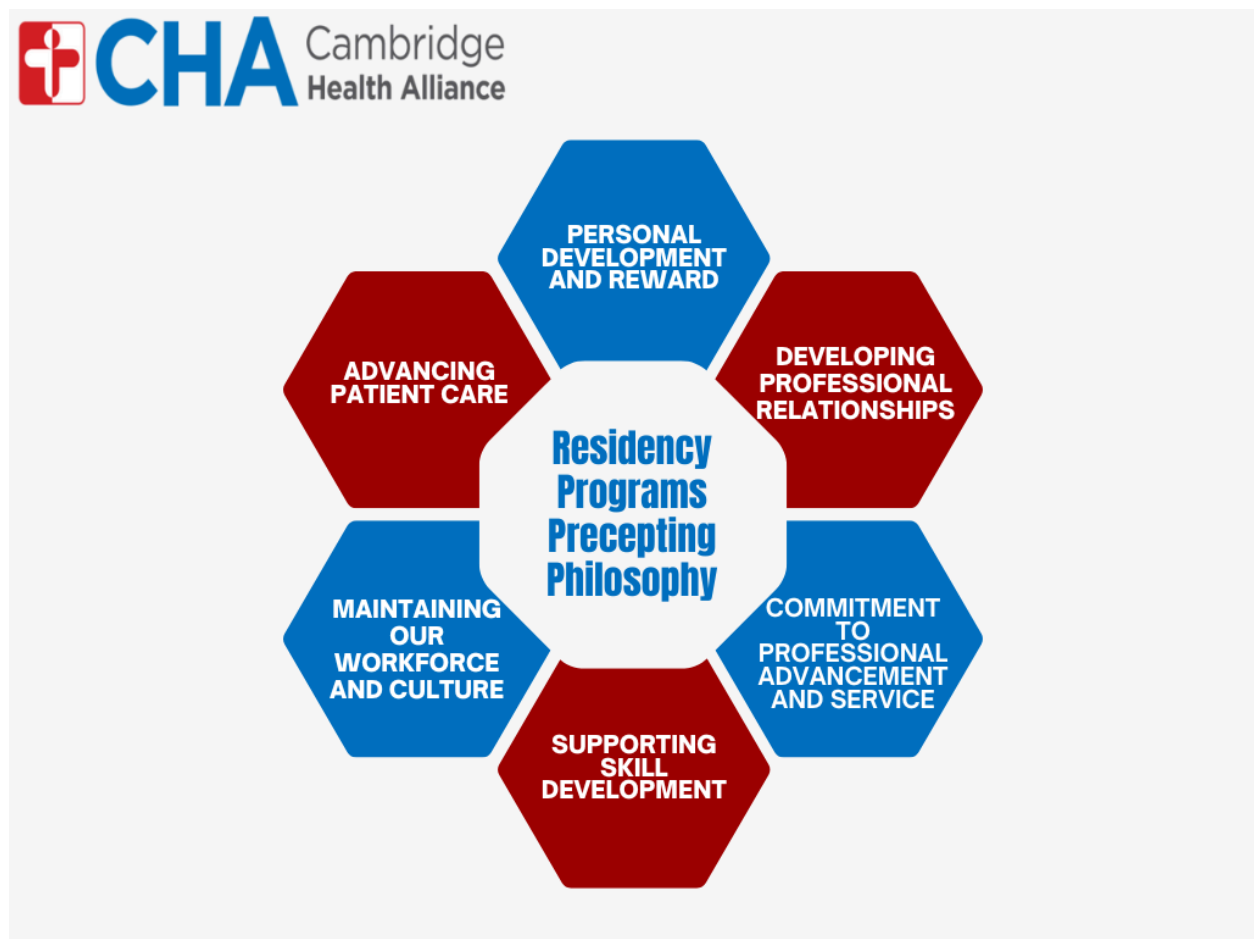 CHA Cambridge
Health Alliance
PERSONAL
DEVELOPMENT
AND REWARD
ADVANCING
PATIENT CARE
DEVELOPING
PROFESSIONAL
RELATIONSHIPS
Residency
Programs
Precepting
Philosophy
MAINTAINING
OUR
WORKFORCE
AND CULTURE
COMMITMENT
TO
PROFESSIONAL
ADVANCEMENT
AND SERVICE
SUPPORTING
SKILL
DEVELOPMENT